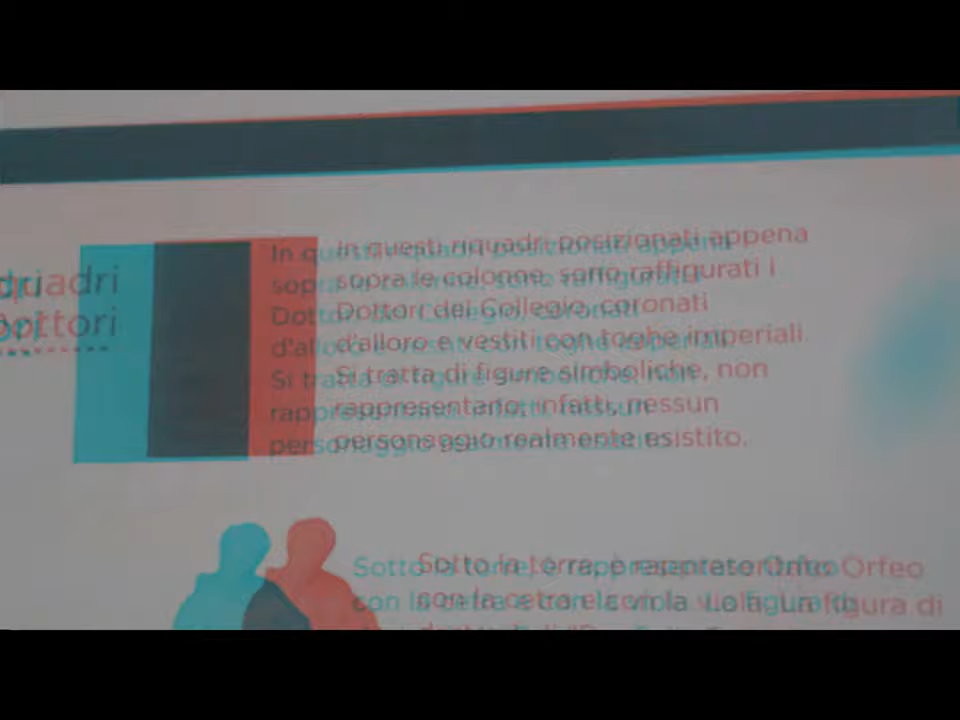 riquadri
Dottori
In questi riquadri posizionati appena
sopra le colonne, sono raffigurati i
Dottori del Collegio, coronati
d'alloro e vestiti con toghe imperiali.
Si tratta di figure simboliche, non
rappresentano, infatti, nessun
personaggio realmente esistito.
Sotto la torre, è rappresentato Orfeo
con la cetra e con la viola. La figura di